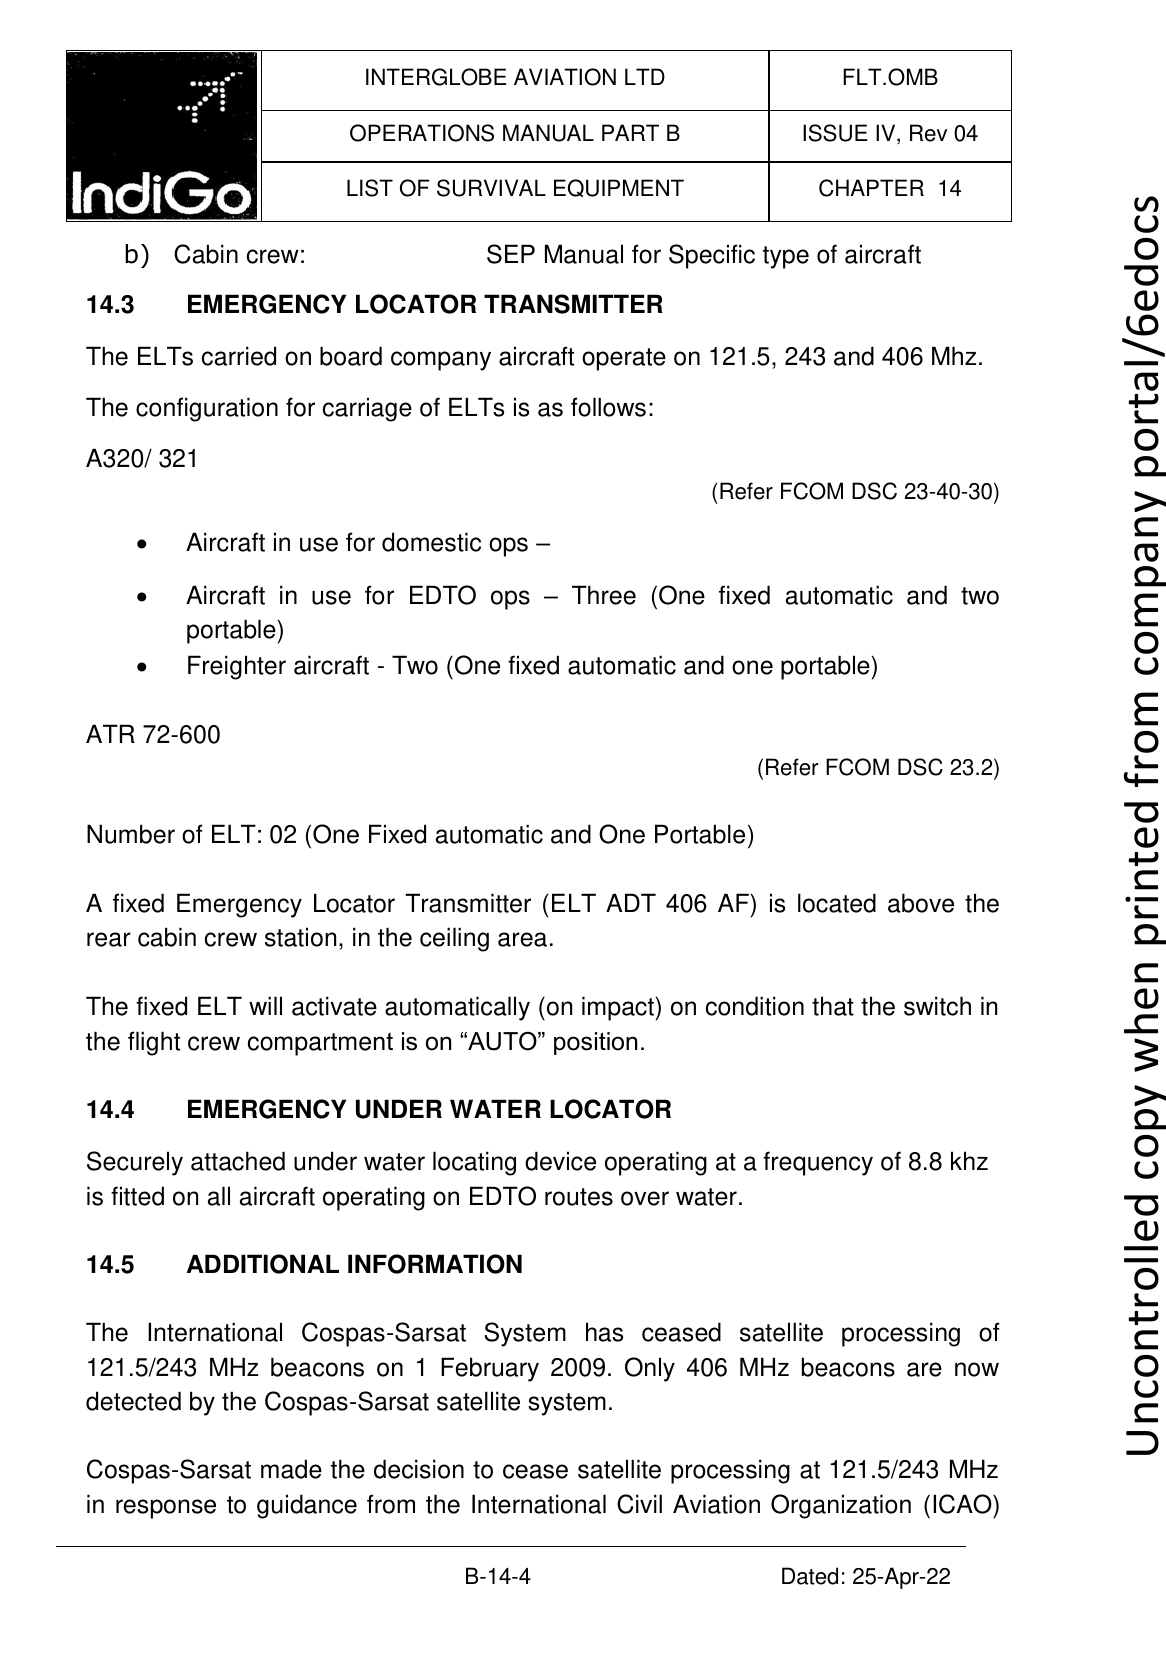 IndiGo
INTERGLOBE AVIATION LTD
FLT.OMB
OPERATIONS MANUAL PART B
ISSUE IV, Rev 04
LIST OF SURVIVAL EQUIPMENT
CHAPTER 14
b) Cabin crew: SEP Manual for Specific type of aircraft
14.3 EMERGENCY LOCATOR TRANSMITTER
The ELTs carried on board company aircraft operate on 121.5, 243 and 406 Mhz.
The configuration for carriage of ELTs is as follows:
A320/ 321
(Refer FCOM DSC 23-40-30)
• Aircraft in use for domestic ops –
• Aircraft in use for EDTO ops – Three (One fixed automatic and two
portable)
• Freighter aircraft - Two (One fixed automatic and one portable)
ATR 72-600
(Refer FCOM DSC 23.2)
Number of ELT: 02 (One Fixed automatic and One Portable)
A fixed Emergency Locator Transmitter (ELT ADT 406 AF) is located above the
rear cabin crew station, in the ceiling area.
The fixed ELT will activate automatically (on impact) on condition that the switch in
the flight crew compartment is on “AUTO” position.
14.4 EMERGENCY UNDER WATER LOCATOR
Securely attached under water locating device operating at a frequency of 8.8 khz
is fitted on all aircraft operating on EDTO routes over water.
14.5 ADDITIONAL INFORMATION
The International Cospas-Sarsat System has ceased satellite processing of
121.5/243 MHz beacons on 1 February 2009. Only 406 MHz beacons are now
detected by the Cospas-Sarsat satellite system.
Cospas-Sarsat made the decision to cease satellite processing at 121.5/243 MHz
in response to guidance from the International Civil Aviation Organization (ICAO)
B-14-4
Dated: 25-Apr-22
Uncontrolled copy when printed from company portal/6edocs